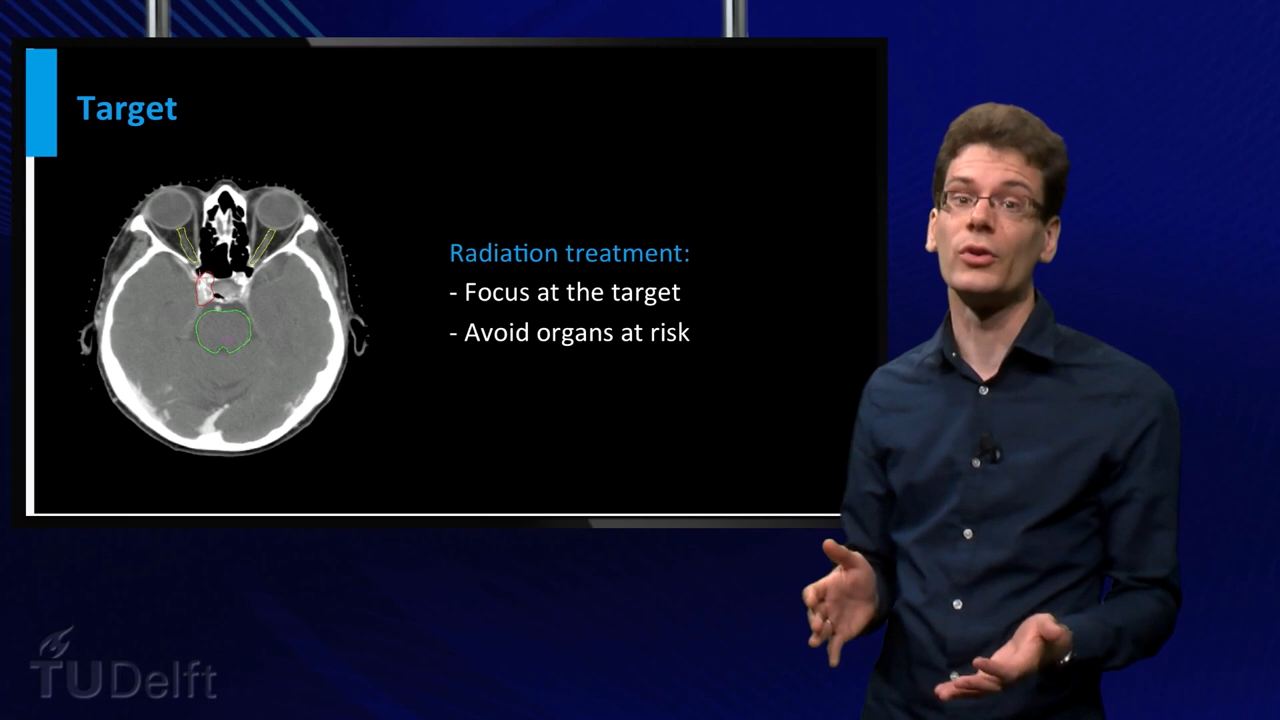 Target
Radiation treatment:
- Focus at the target
- Avoid organs at risk
TUDelft